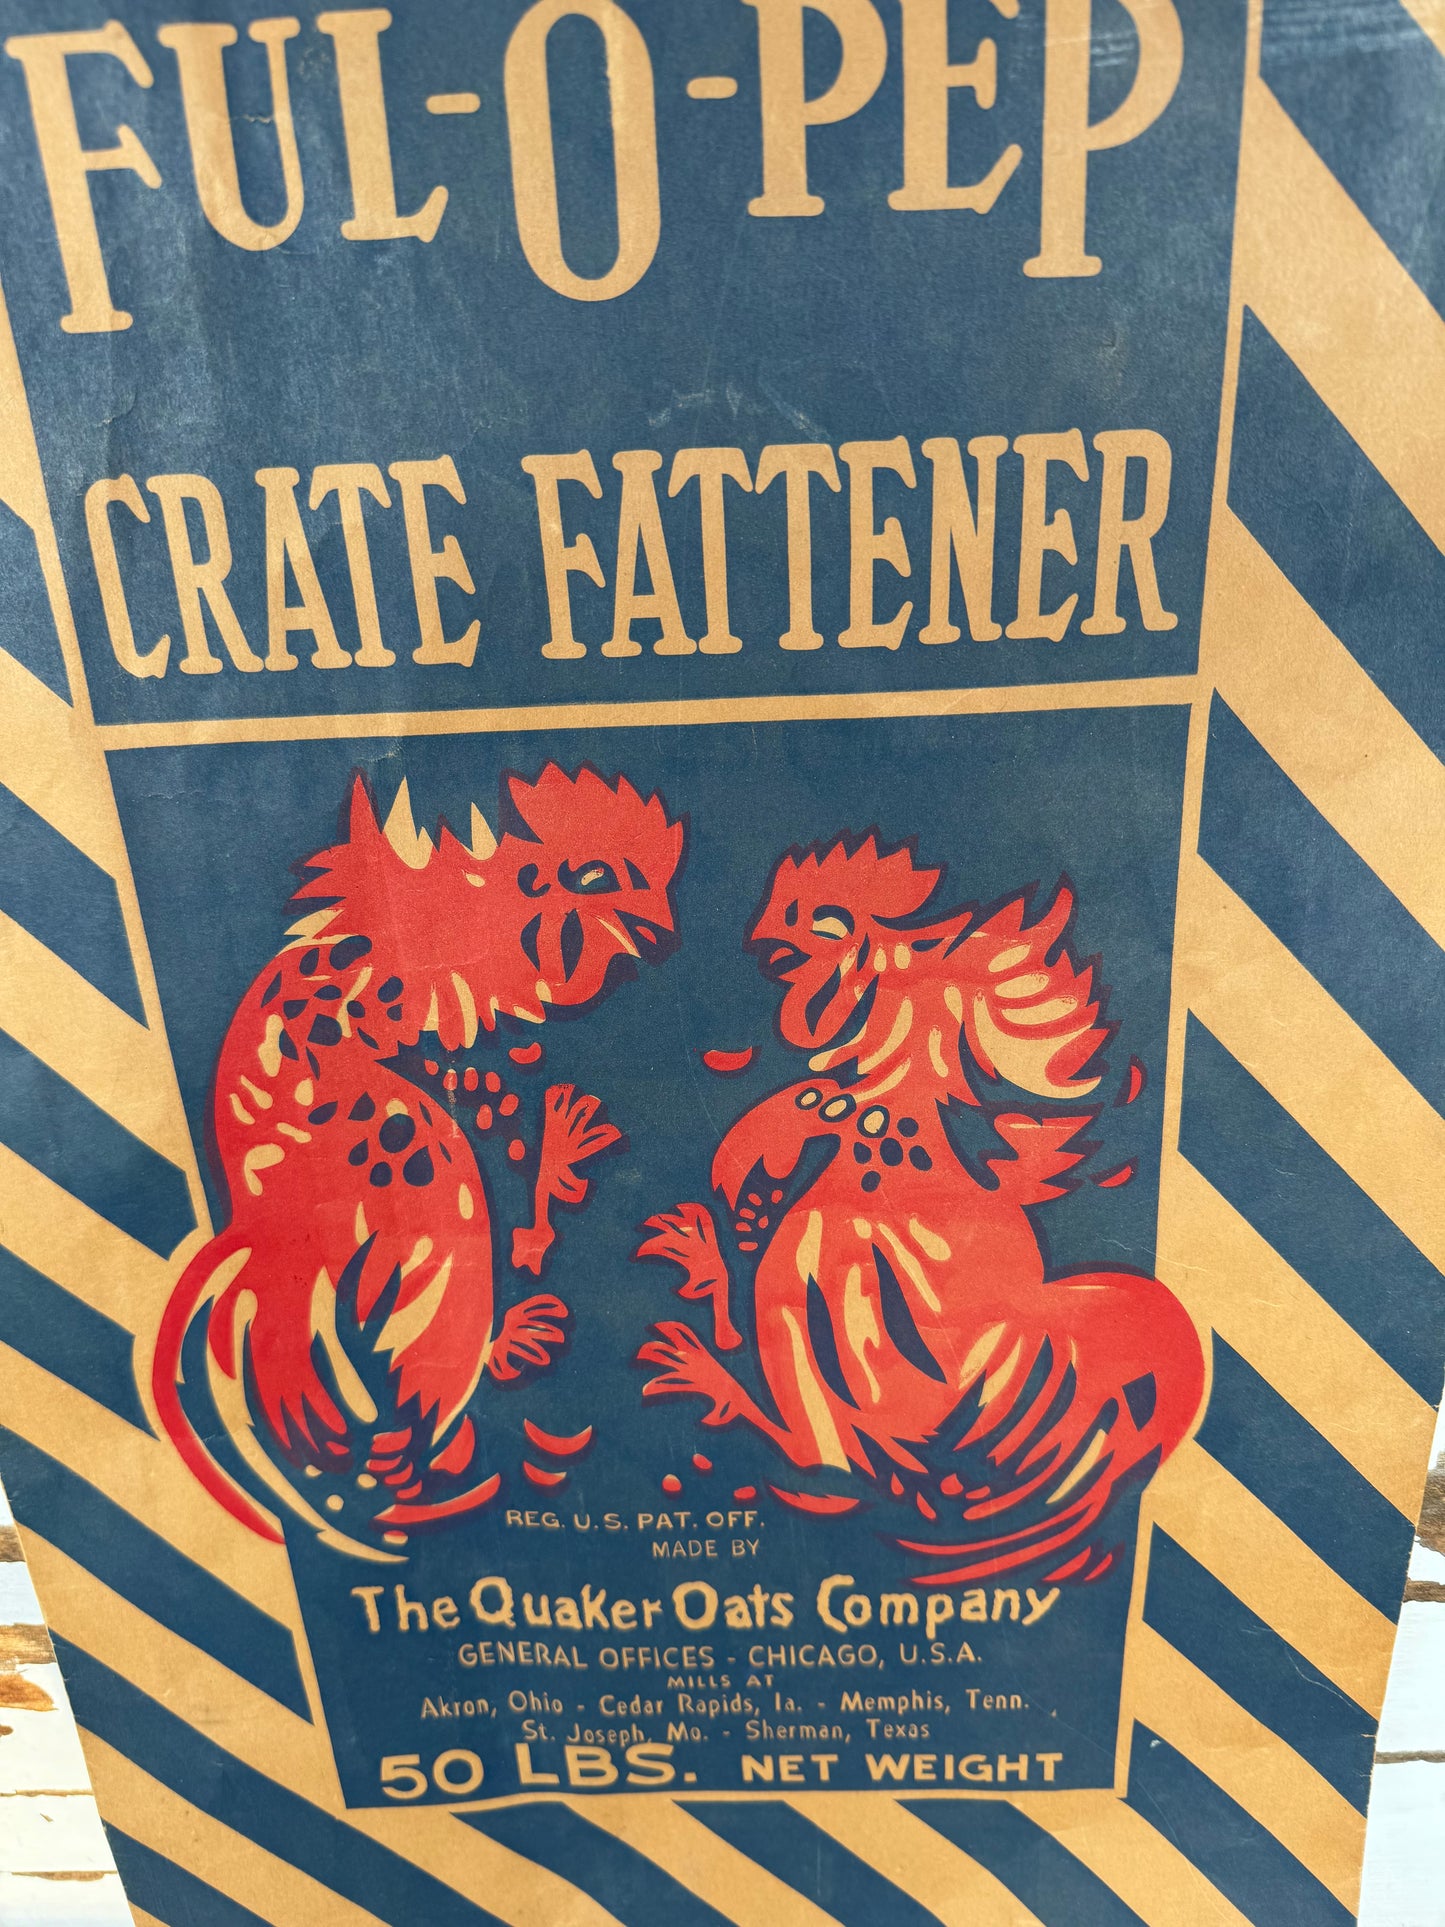 FUL-O-PEP
CRATE FATTENER
REG. U.S. PAT. OFF.
MADE BY
The Quaker Oats Company
GENERAL OFFICES - CHICAGO, U.S.A.
MILLS AT
Akron, Ohio - Cedar Rapids, Ia. - Memphis, Tenn.
St. Joseph, Mo. - Sherman, Texas
50 LBS. NET WEIGHT